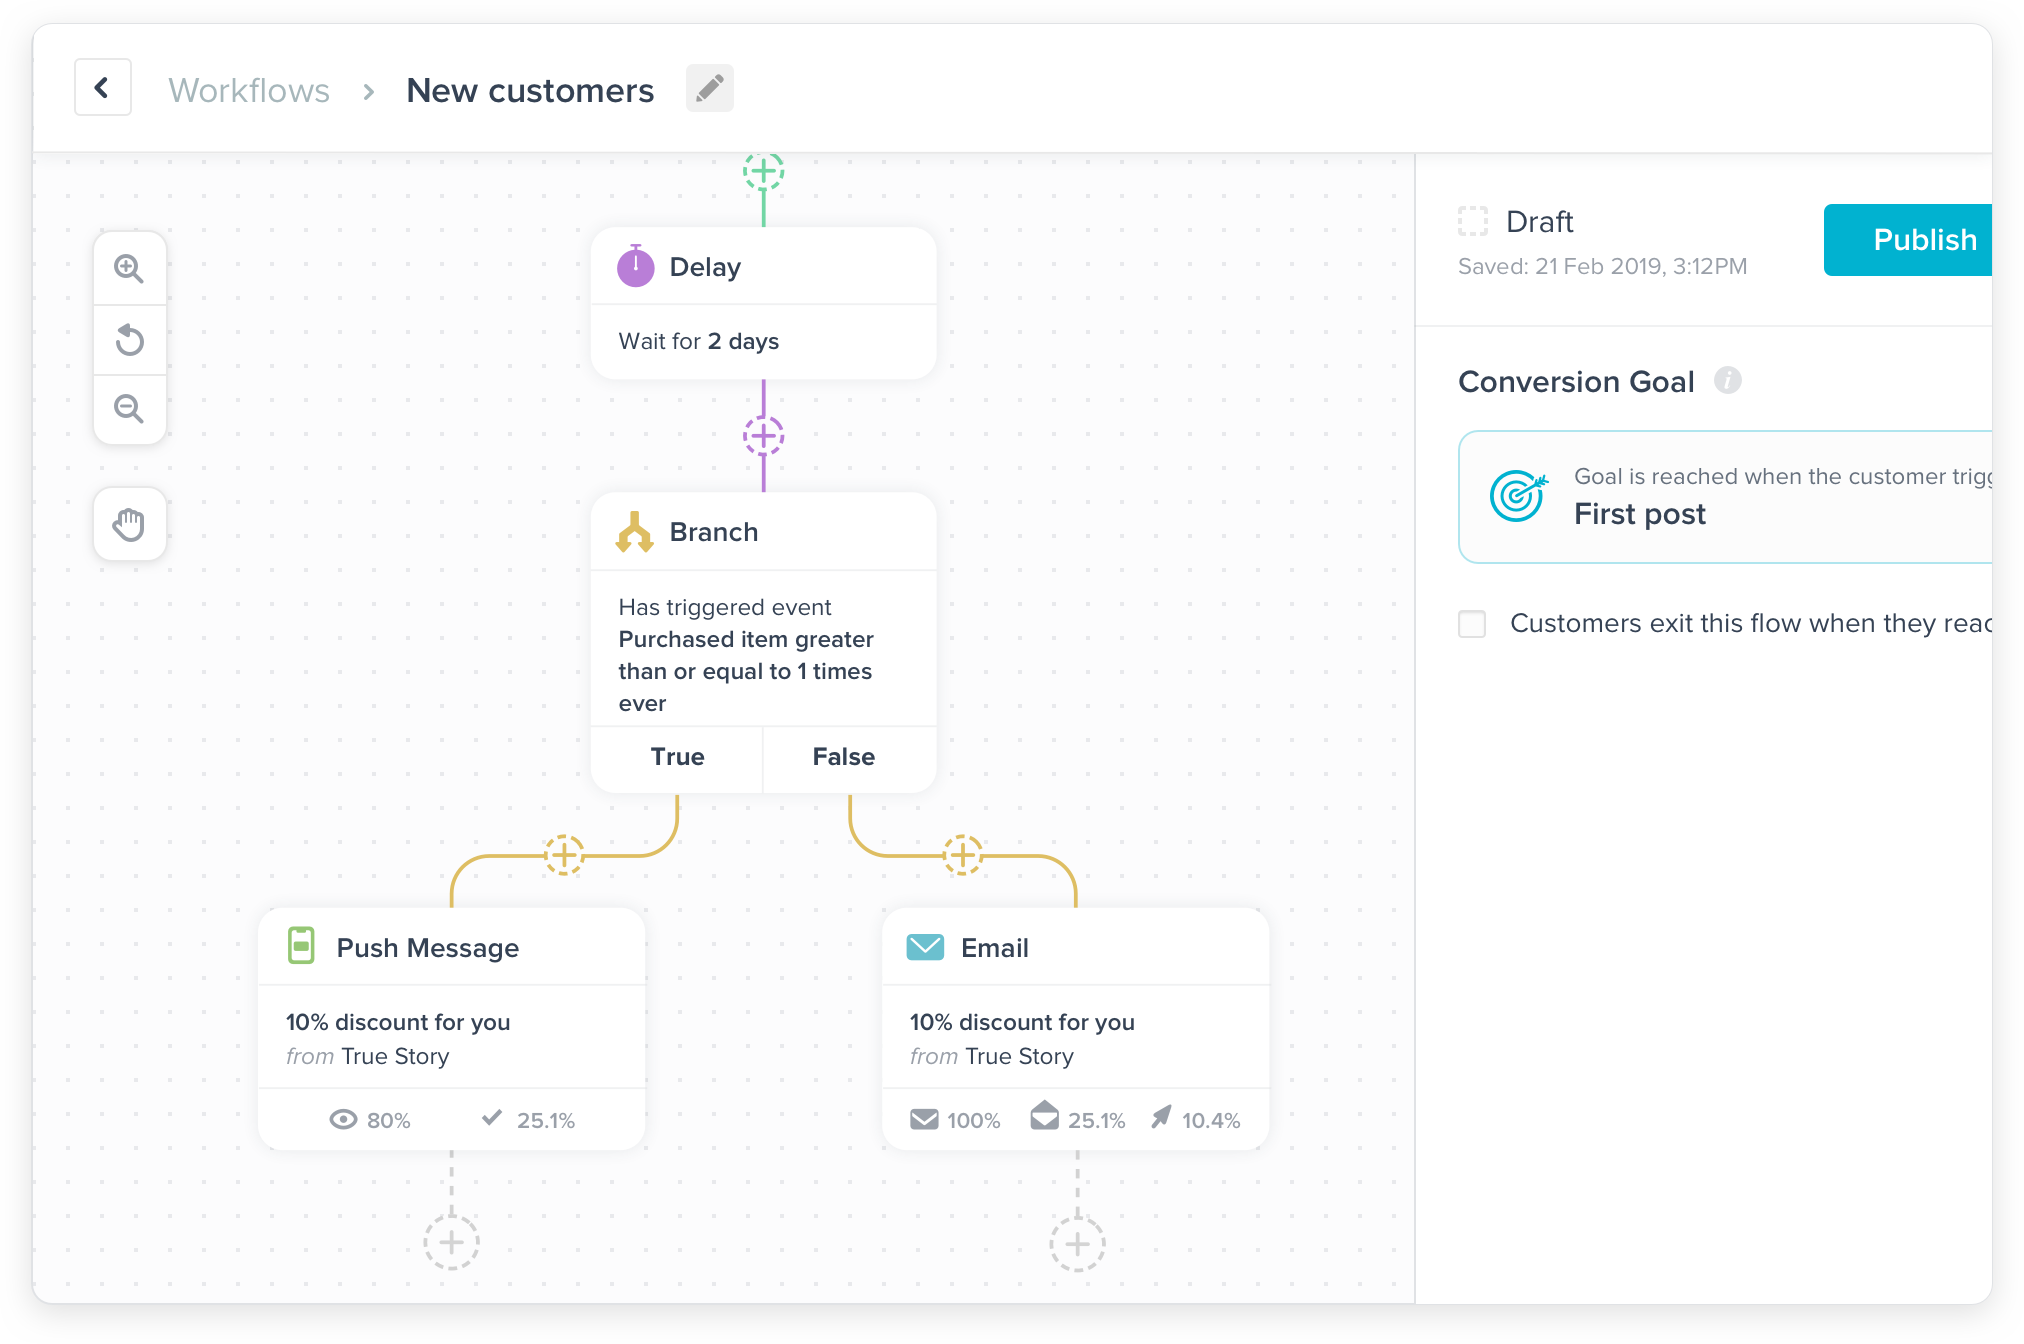 Workflows > New customers
Draft
Publish
Saved: 21 Feb 2019, 3:12PM
Delay
Wait for 2 days
Conversion Goal
Goal is reached when the customer trigg
First post
Customers exit this flow when they reac
Branch
Has triggered event
Purchased item greater
than or equal to 1 times
ever
True
False
Push Message
10% discount for you
from True Story
80%
25.1%
Email
10% discount for you
from True Story
100%
25.1%
10.4%